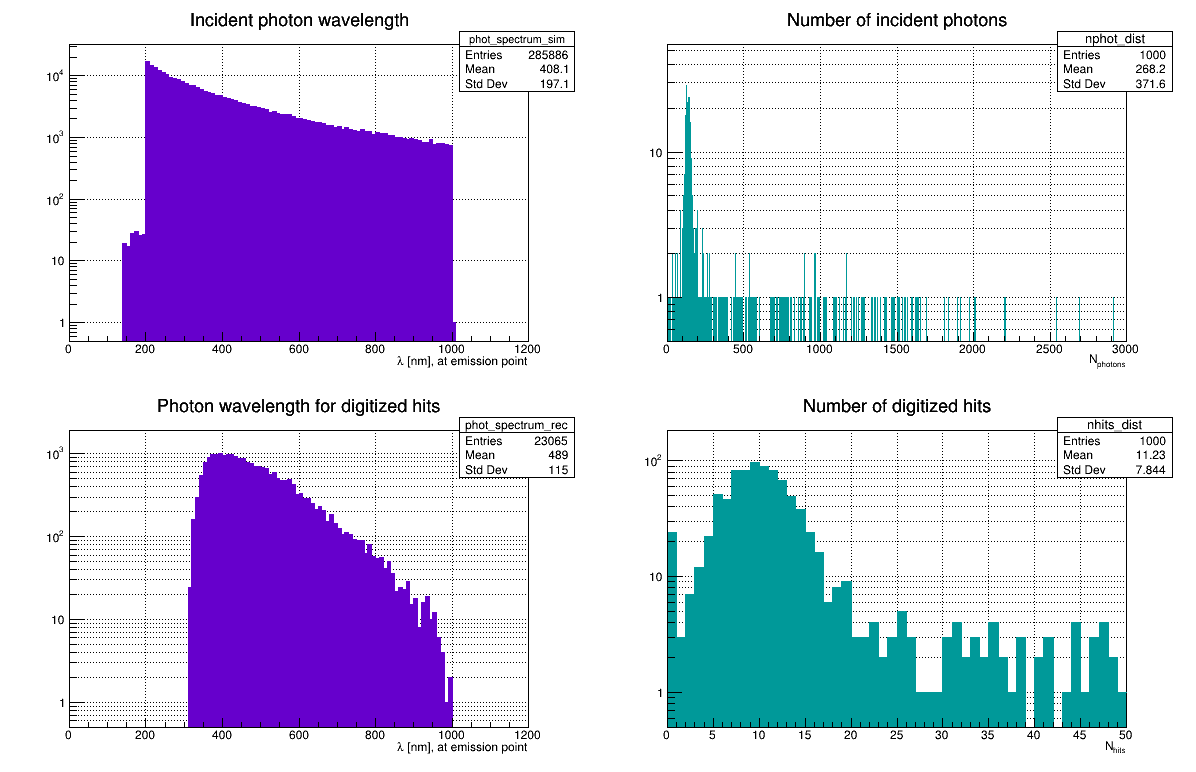 Incident photon wavelength
phot_spectrum_sim
Entries 285886
Mean 408.1
Std Dev 197.1
10^4
10^3
10^2
10
1
0 200 400 600 800 1000 1200
λ [nm], at emission point
Number of incident photons
nphot_dist
Entries 1000
Mean 268.2
Std Dev 371.6
10
1
0 500 1000 1500 2000 2500 3000
N_photons
Photon wavelength for digitized hits
phot_spectrum_rec
Entries 23065
Mean 489
Std Dev 115
10^3
10^2
10
1
0 200 400 600 800 1000 1200
λ [nm], at emission point
Number of digitized hits
nhits_dist
Entries 1000
Mean 11.23
Std Dev 7.844
10^2
10
1
0 5 10 15 20 25 30 35 40 45 50
N_hits